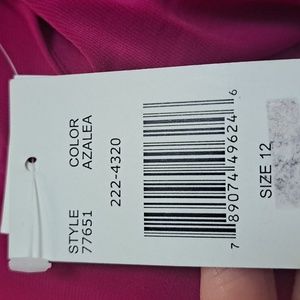 STYLE
77651
COLOR
AZALEA
222-4320
7 89074 49624 6
SIZE 12